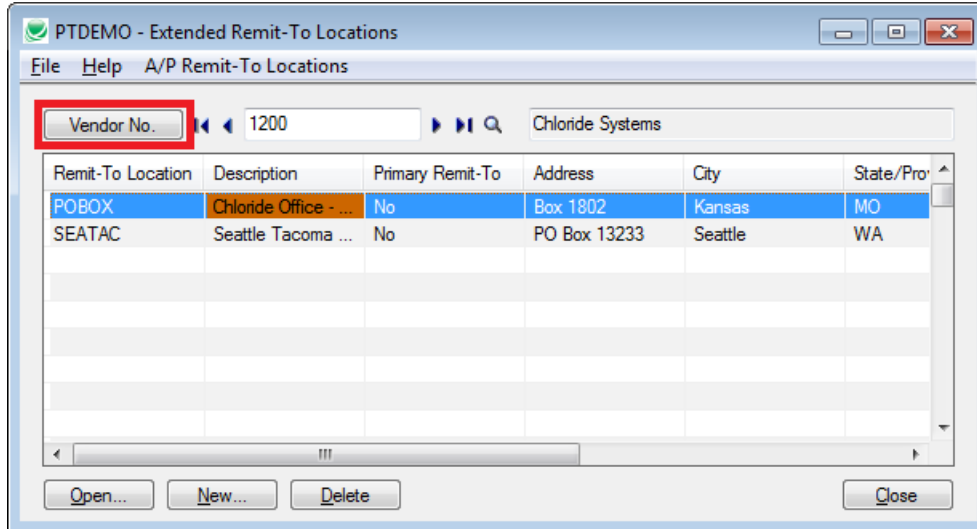 PTDEMO - Extended Remit-To Locations
File Help A/P Remit-To Locations
Vendor No. 1200 Chloride Systems
Remit-To Location Description Primary Remit-To Address City State/Prov
POBOX Chloride Office - ... No Box 1802 Kansas MO
SEATAC Seattle Tacoma ... No PO Box 13233 Seattle WA
Open... New... Delete Close